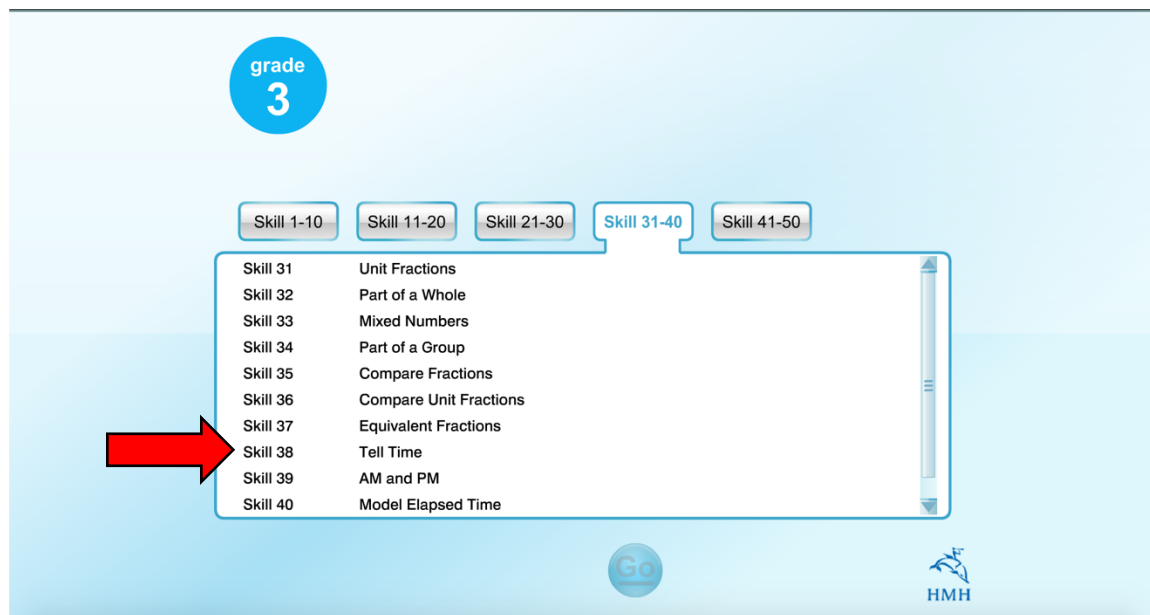 grade
3
Skill 1-10 Skill 11-20 Skill 21-30 Skill 31-40 Skill 41-50
Skill 31 Unit Fractions
Skill 32 Part of a Whole
Skill 33 Mixed Numbers
Skill 34 Part of a Group
Skill 35 Compare Fractions
Skill 36 Compare Unit Fractions
Skill 37 Equivalent Fractions
Skill 38 Tell Time
Skill 39 AM and PM
Skill 40 Model Elapsed Time
Go
HMH